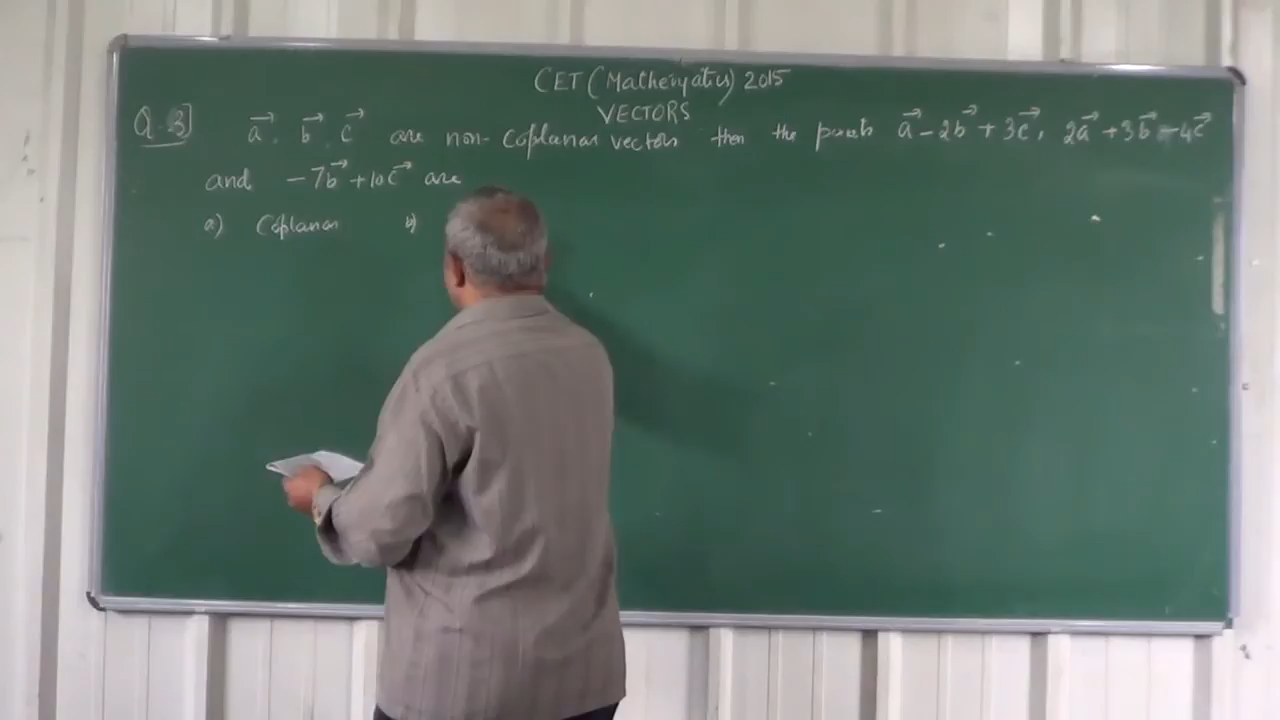 CET (Mathematics) 2015
VECTORS
Q.3] a⃗, b⃗, c⃗ are non-Coplanar vectors then the points a⃗ - 2b⃗ + 3c⃗, 2a⃗ + 3b⃗ - 4c⃗
and -7b⃗ + 10c⃗ are
a) Coplanar b)